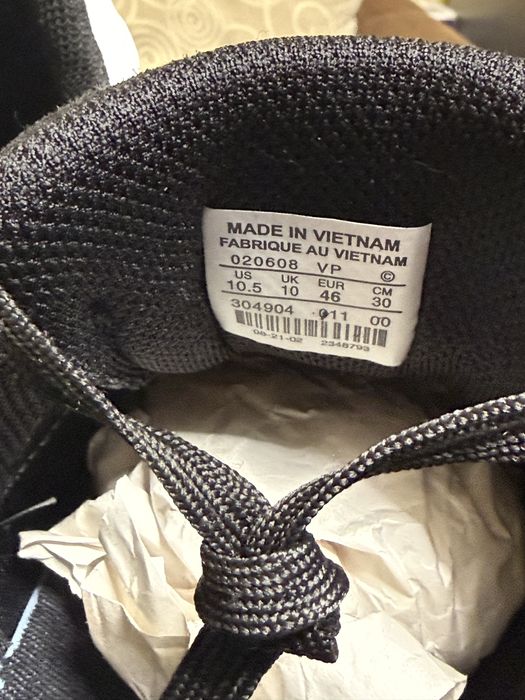 MADE IN VIETNAM
FABRIQUE AU VIETNAM
020608 VP ©
US UK EUR CM
10.5 10 46 30
304904 011 00
08-21-02 2348793